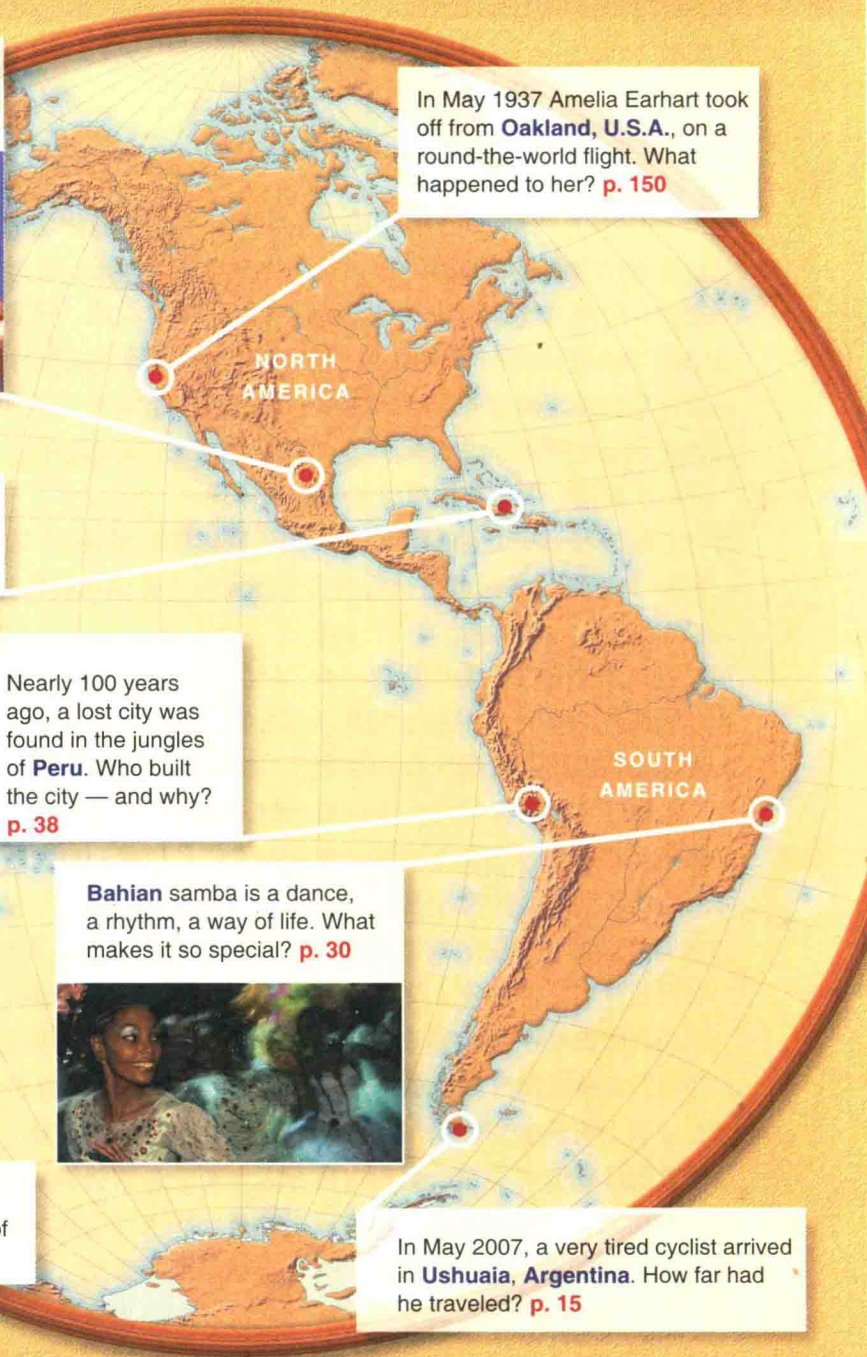 In May 1937 Amelia Earhart took
off from Oakland, U.S.A., on a
round-the-world flight. What
happened to her? p. 150
NORTH
AMERICA
Nearly 100 years
ago, a lost city was
found in the jungles
of Peru. Who built
the city — and why?
p. 38
SOUTH
AMERICA
Bahian samba is a dance,
a rhythm, a way of life. What
makes it so special? p. 30
of
In May 2007, a very tired cyclist arrived
in Ushuaia, Argentina. How far had
he traveled? p. 15